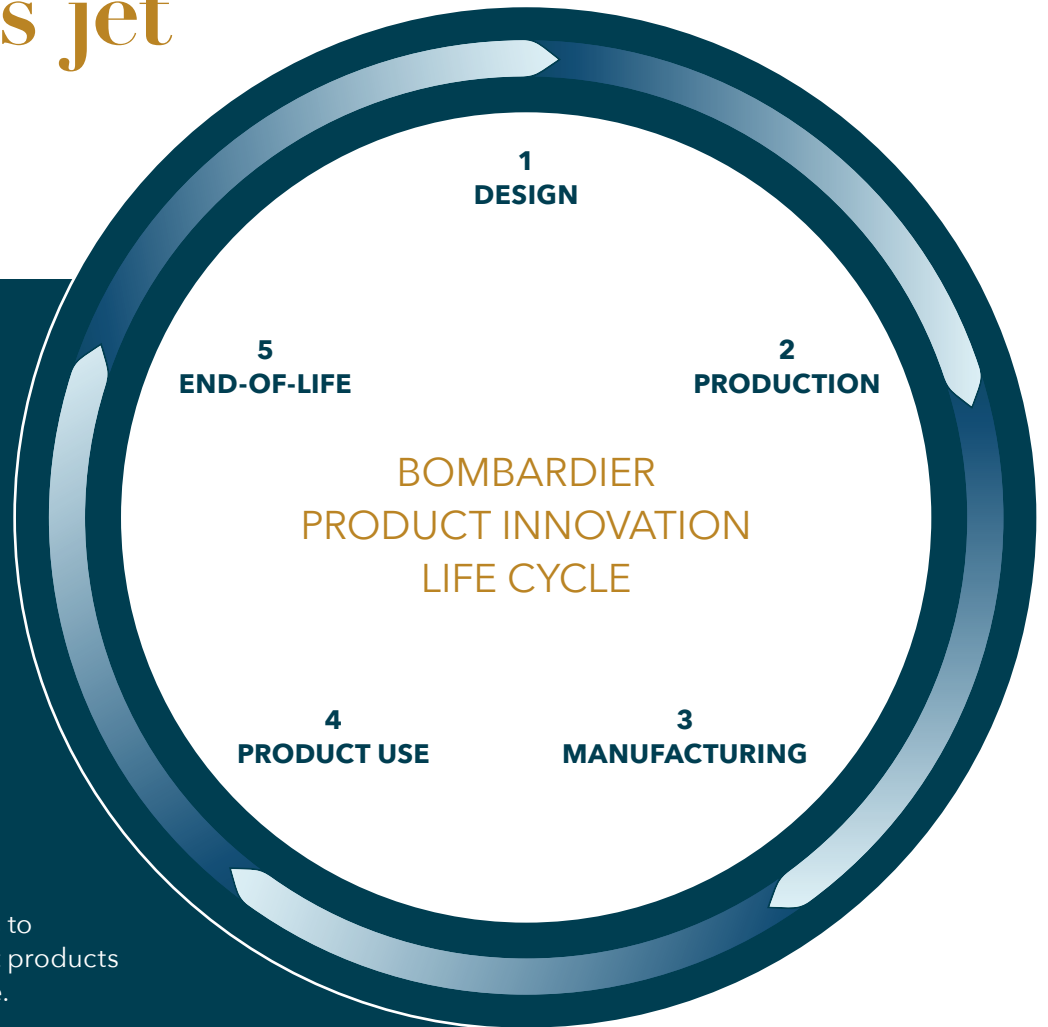 s jet
1
DESIGN
2
PRODUCTION
3
MANUFACTURING
4
PRODUCT USE
5
END-OF-LIFE
BOMBARDIER
PRODUCT INNOVATION
LIFE CYCLE
to
products